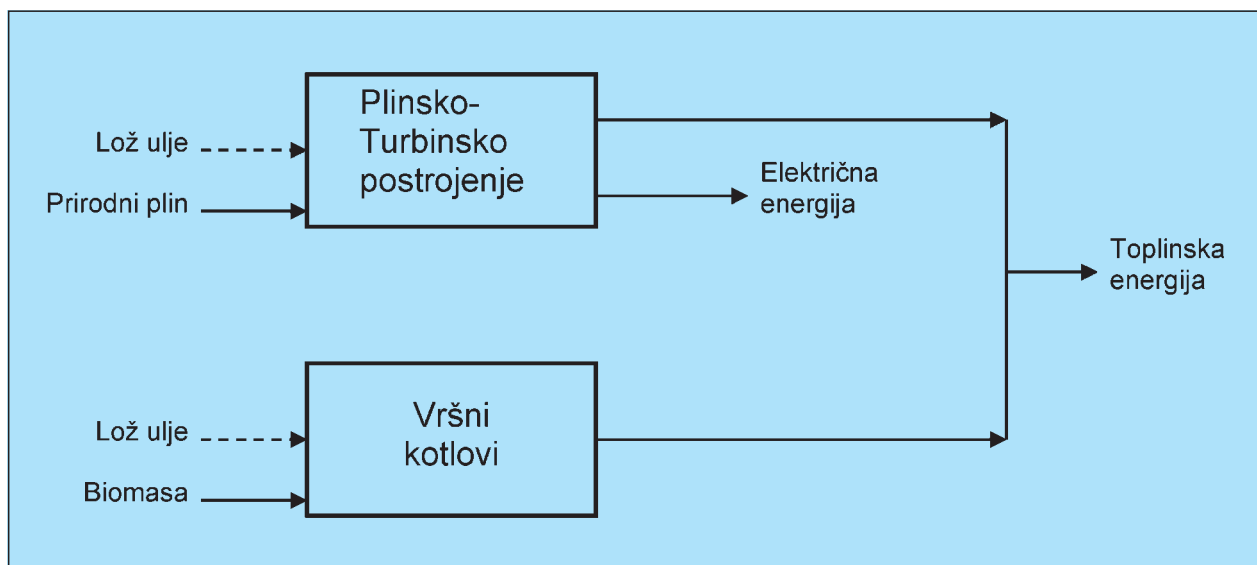 Plinsko-
Turbinsko
postrojenje
Lož ulje
Prirodni plin
Električna
energija
Toplinska
energija
Vršni
kotlovi
Lož ulje
Biomasa